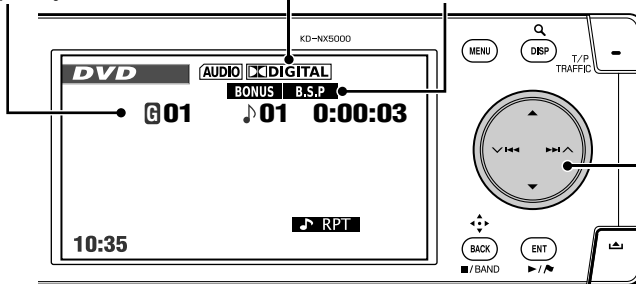 KD-NX5000
MENU
DISP
T/P
TRAFFIC
DVD
AUDIO DIGITAL
BONUS B.S.P
G01 ♪01 0:00:03
♪ RPT
10:35
BACK
ENT
■/BAND
►/⚑